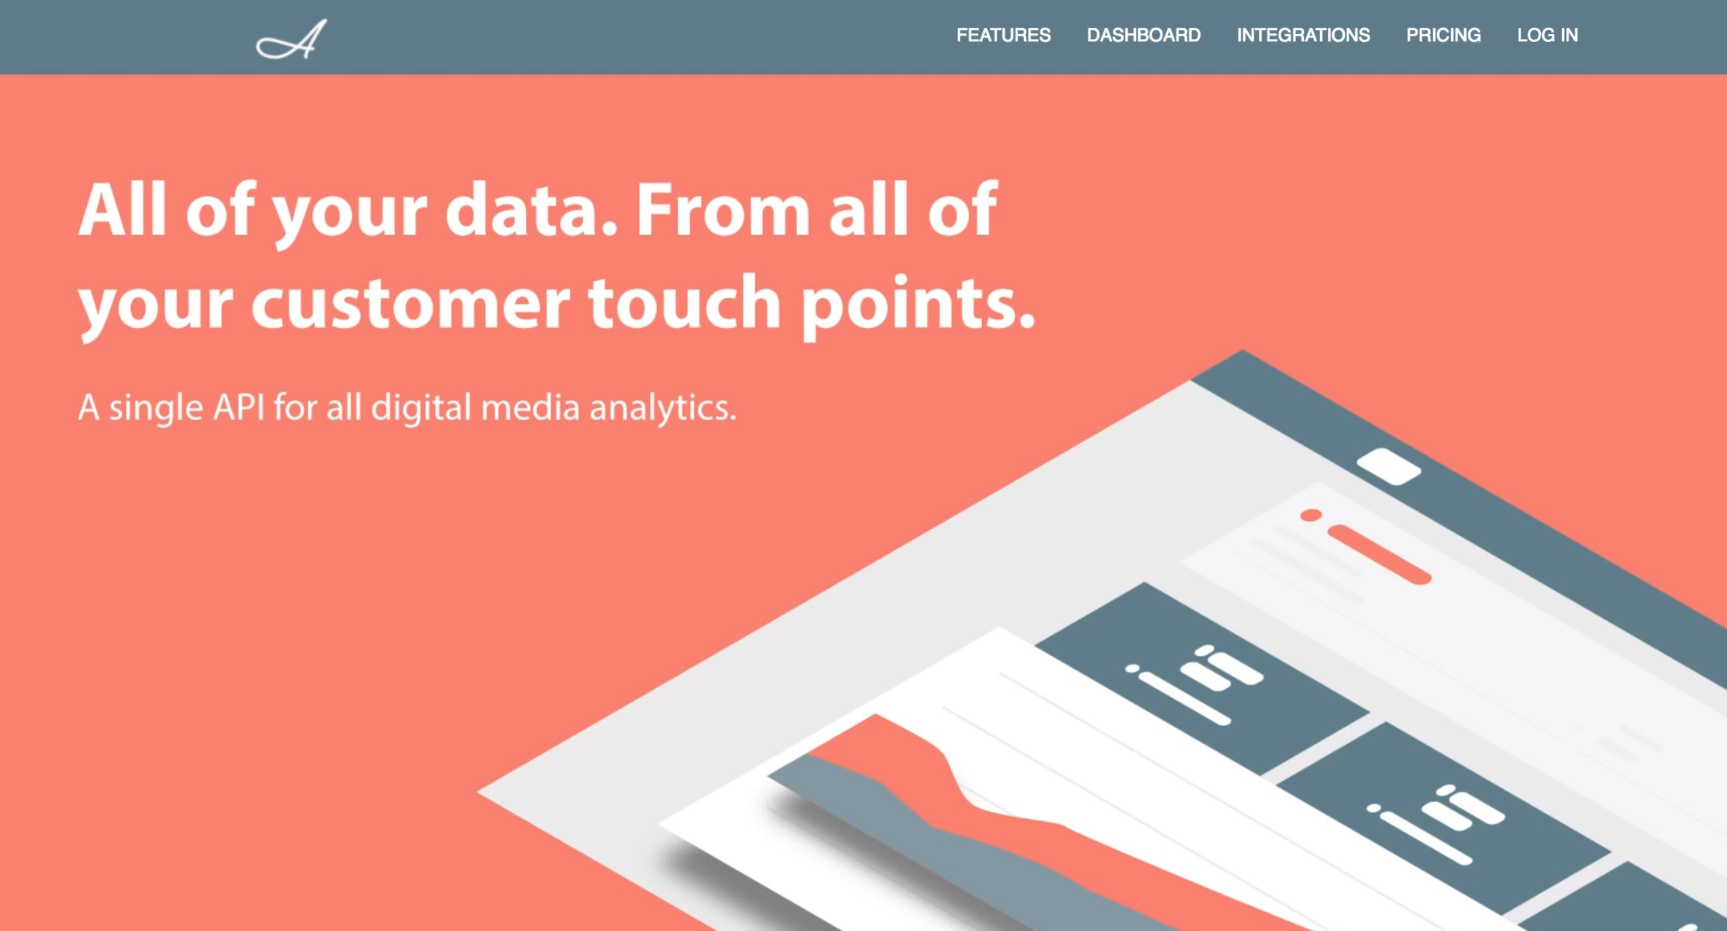 A
FEATURES DASHBOARD INTEGRATIONS PRICING LOG IN
All of your data. From all of
your customer touch points.
A single API for all digital media analytics.